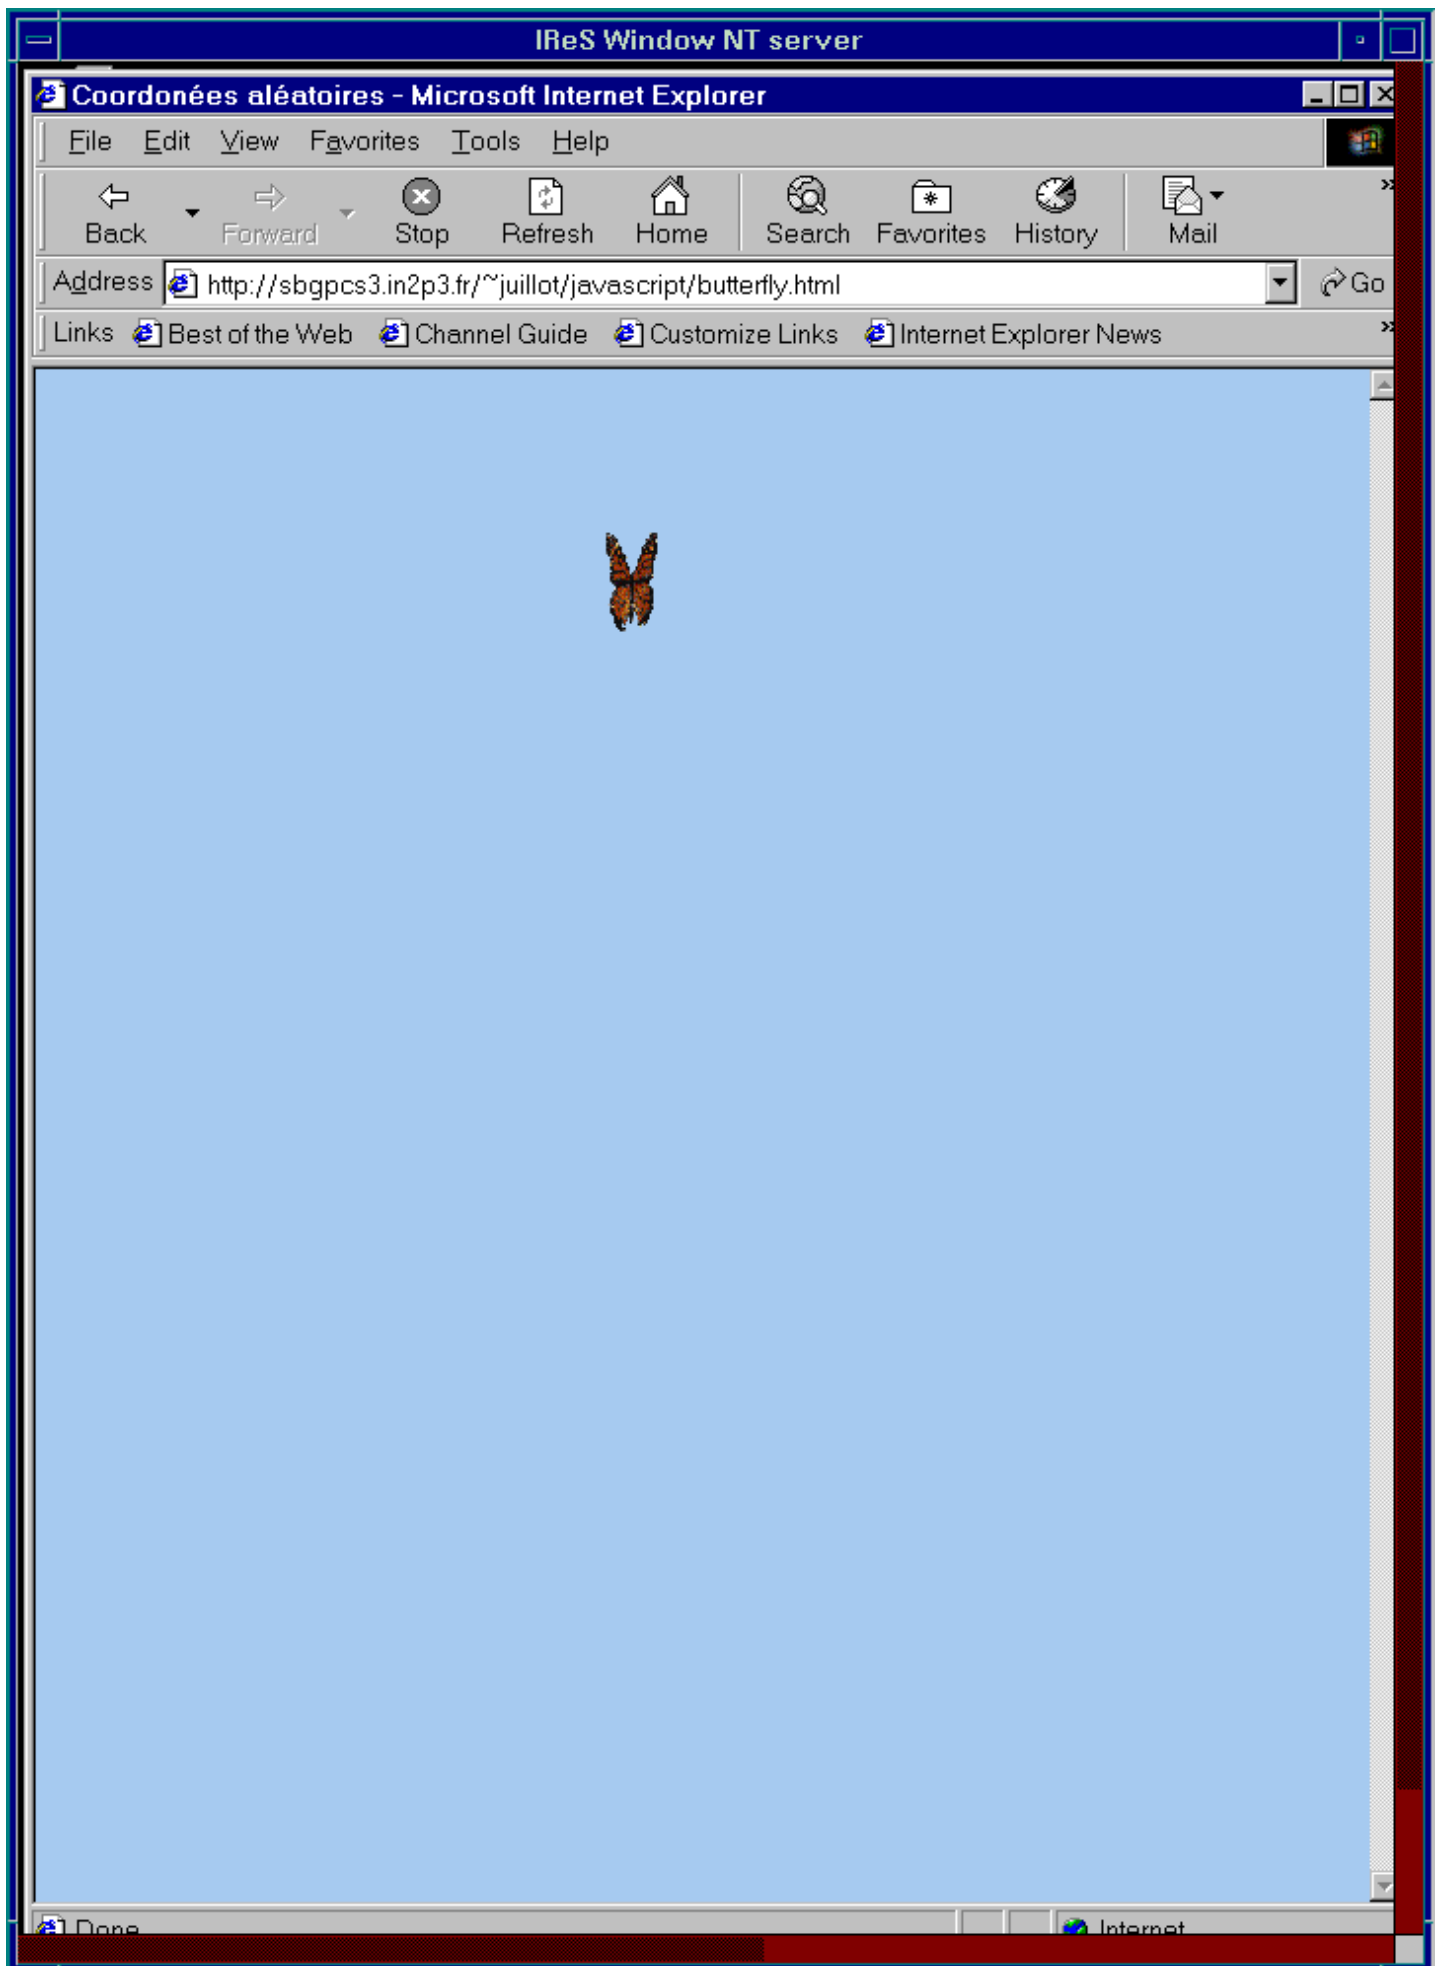 IReS Window NT server
Coordonées aléatoires - Microsoft Internet Explorer
File Edit View Favorites Tools Help
Back Forward Stop Refresh Home Search Favorites History Mail »
Address http://sbgpcs3.in2p3.fr/~juillot/javascript/butterfly.html Go
Links Best of the Web Channel Guide Customize Links Internet Explorer News »
Done Internet